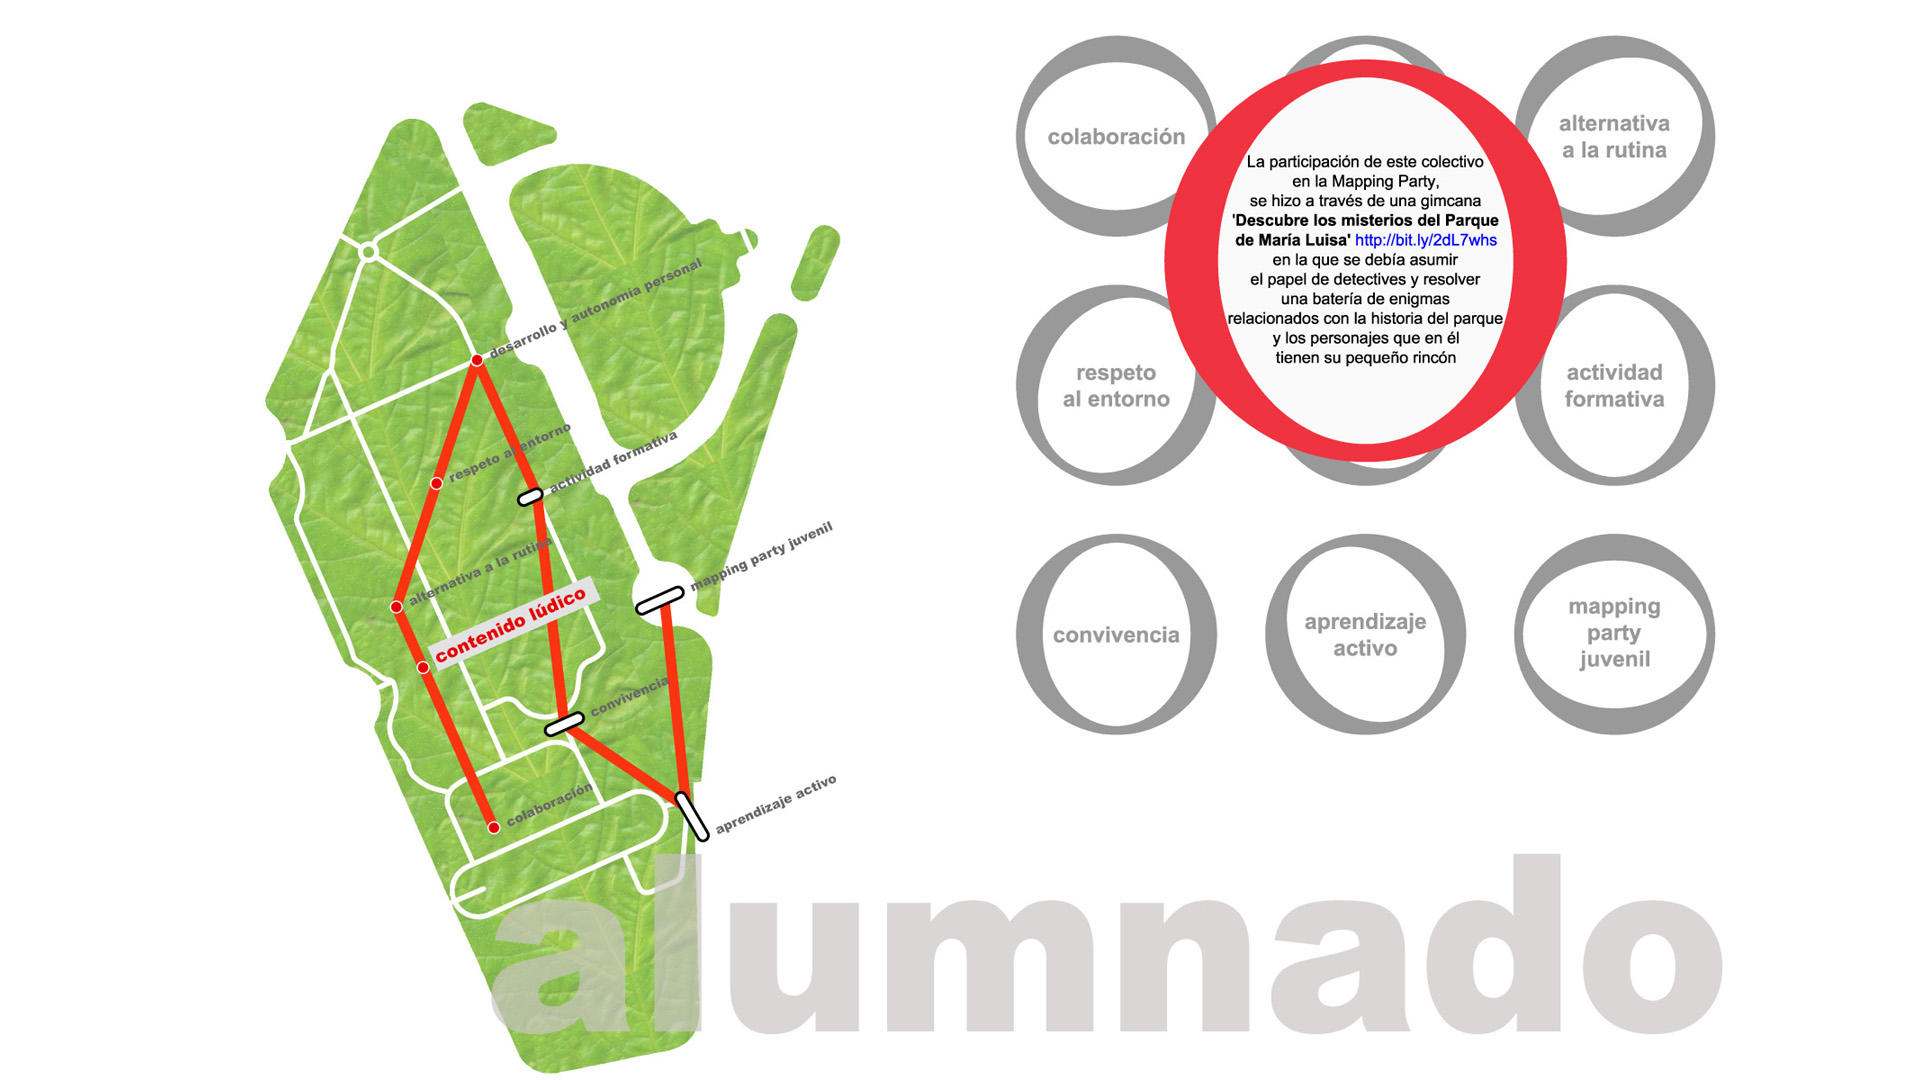 desarrollo y autonomía personal
respeto al entorno
actividad formativa
alternativa a la rutina
mapping party juvenil
contenido lúdico
convivencia
colaboración
aprendizaje activo
colaboración
La participación de este colectivo
en la Mapping Party,
se hizo a través de una gimcana
'Descubre los misterios del Parque
de María Luisa' http://bit.ly/2dL7whs
en la que se debía asumir
el papel de detectives y resolver
una batería de enigmas
relacionados con la historia del parque
y los personajes que en él
tienen su pequeño rincón
alternativa
a la rutina
respeto
al entorno
actividad
formativa
convivencia
aprendizaje
activo
mapping
party
juvenil
alumnado